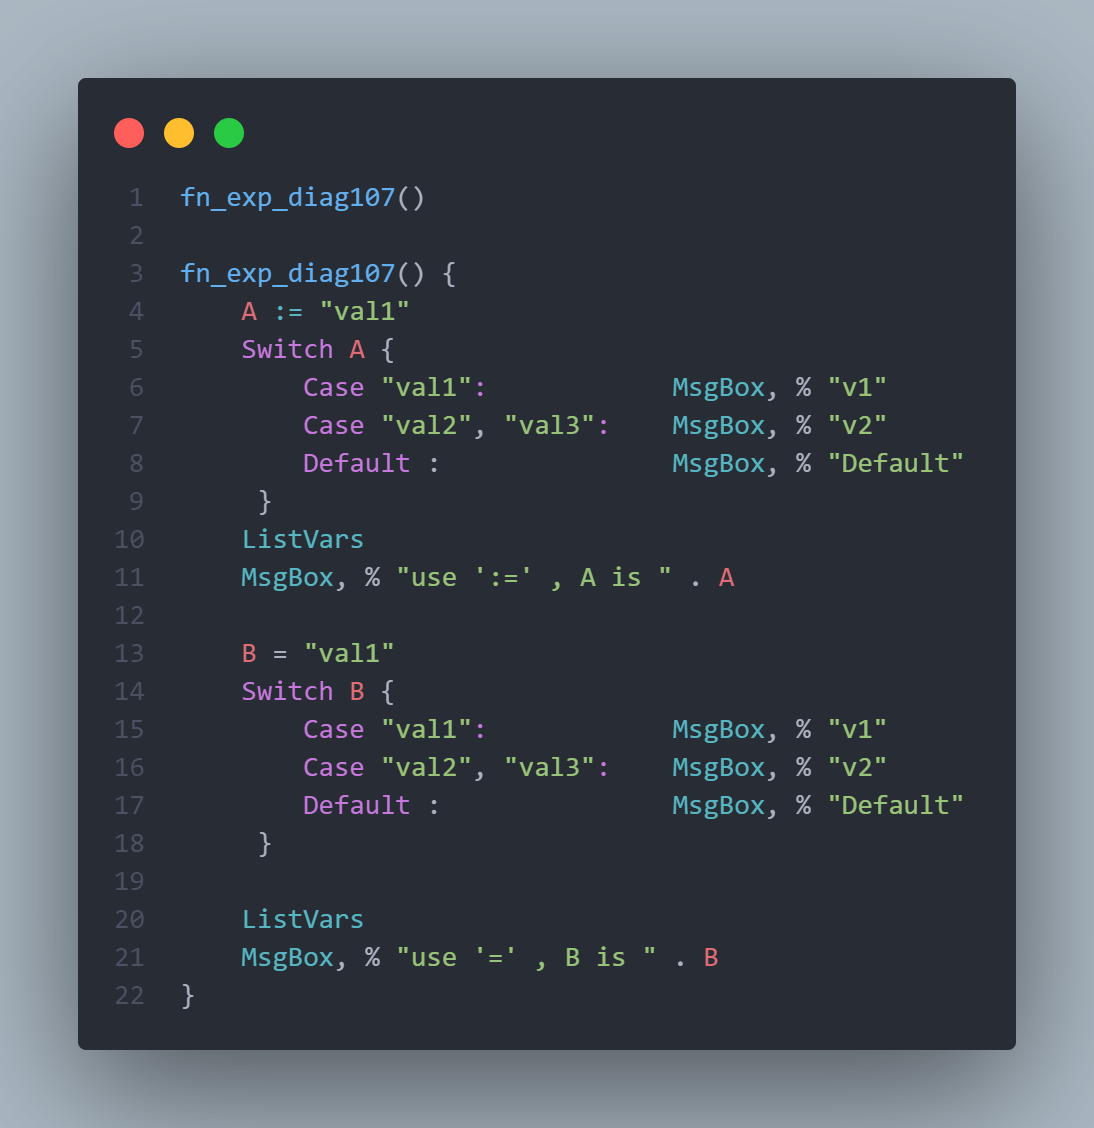 1 fn_exp_diag107()
2
3 fn_exp_diag107() {
4     A := "val1"
5     Switch A {
6         Case "val1":            MsgBox, % "v1"
7         Case "val2", "val3":    MsgBox, % "v2"
8         Default :               MsgBox, % "Default"
9      }
10     ListVars
11     MsgBox, % "use ':=' , A is " . A
12
13     B = "val1"
14     Switch B {
15         Case "val1":            MsgBox, % "v1"
16         Case "val2", "val3":    MsgBox, % "v2"
17         Default :               MsgBox, % "Default"
18      }
19
20     ListVars
21     MsgBox, % "use '=' , B is " . B
22 }